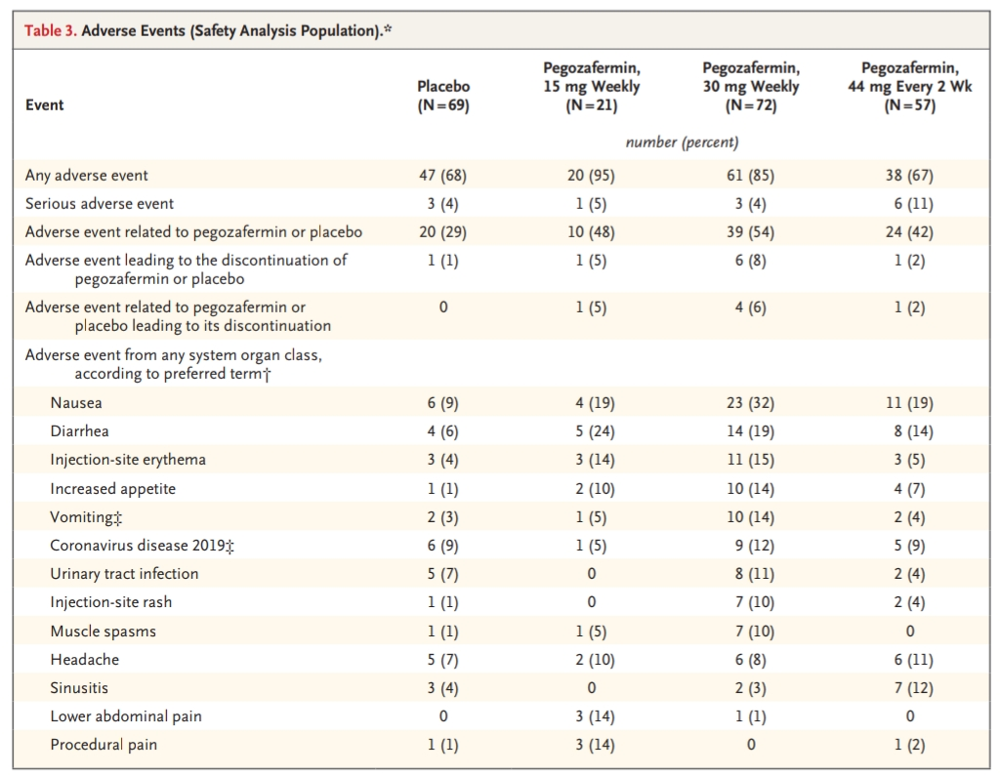 Table 3. Adverse Events (Safety Analysis Population).*
Event Placebo (N=69) Pegozafermin, 15 mg Weekly (N=21) Pegozafermin, 30 mg Weekly (N=72) Pegozafermin, 44 mg Every 2 Wk (N=57)
number (percent)
Any adverse event 47 (68) 20 (95) 61 (85) 38 (67)
Serious adverse event 3 (4) 1 (5) 3 (4) 6 (11)
Adverse event related to pegozafermin or placebo 20 (29) 10 (48) 39 (54) 24 (42)
Adverse event leading to the discontinuation of 1 (1) 1 (5) 6 (8) 1 (2)
pegozafermin or placebo
Adverse event related to pegozafermin or 0 1 (5) 4 (6) 1 (2)
placebo leading to its discontinuation
Adverse event from any system organ class,
according to preferred term†
Nausea 6 (9) 4 (19) 23 (32) 11 (19)
Diarrhea 4 (6) 5 (24) 14 (19) 8 (14)
Injection-site erythema 3 (4) 3 (14) 11 (15) 3 (5)
Increased appetite 1 (1) 2 (10) 10 (14) 4 (7)
Vomiting‡ 2 (3) 1 (5) 10 (14) 2 (4)
Coronavirus disease 2019‡ 6 (9) 1 (5) 9 (12) 5 (9)
Urinary tract infection 5 (7) 0 8 (11) 2 (4)
Injection-site rash 1 (1) 0 7 (10) 2 (4)
Muscle spasms 1 (1) 1 (5) 7 (10) 0
Headache 5 (7) 2 (10) 6 (8) 6 (11)
Sinusitis 3 (4) 0 2 (3) 7 (12)
Lower abdominal pain 0 3 (14) 1 (1) 0
Procedural pain 1 (1) 3 (14) 0 1 (2)